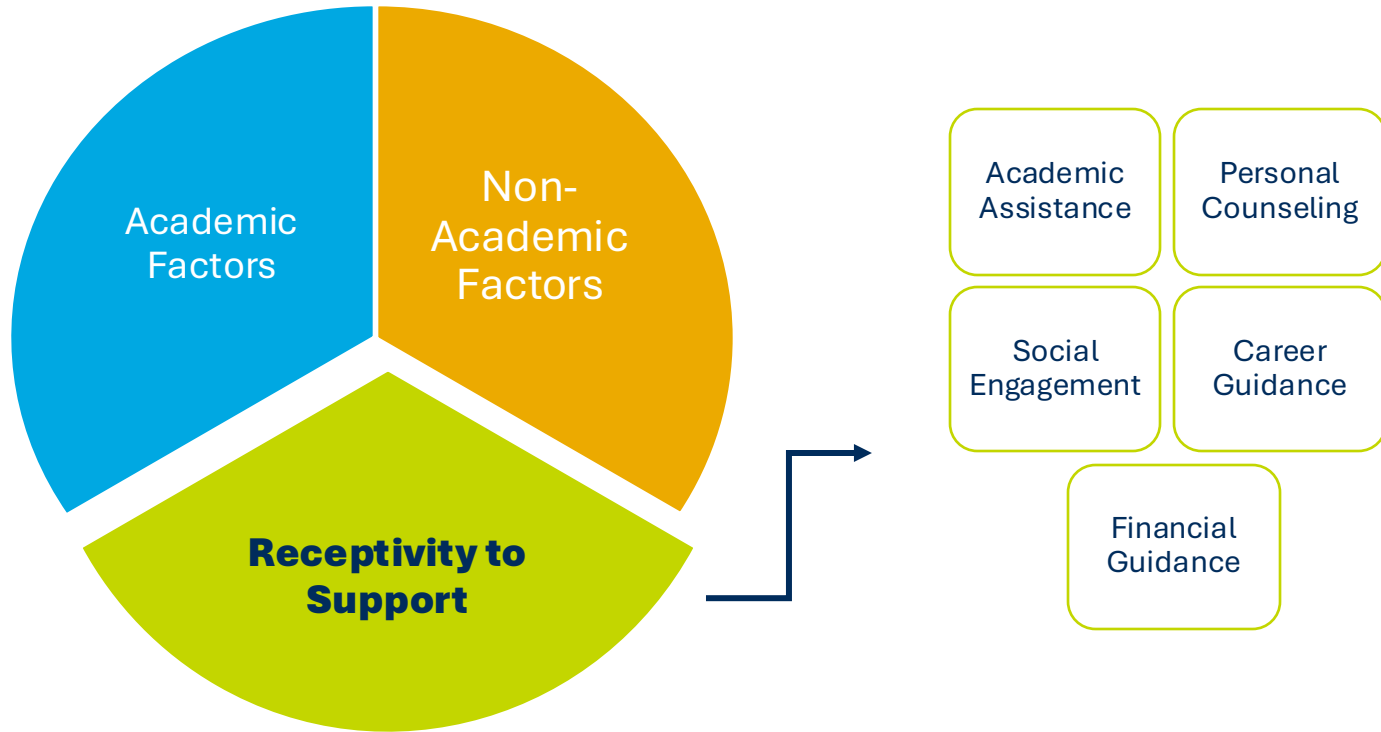 Academic
Factors
Non-
Academic
Factors
Receptivity to
Support
Academic
Assistance
Personal
Counseling
Social
Engagement
Career
Guidance
Financial
Guidance